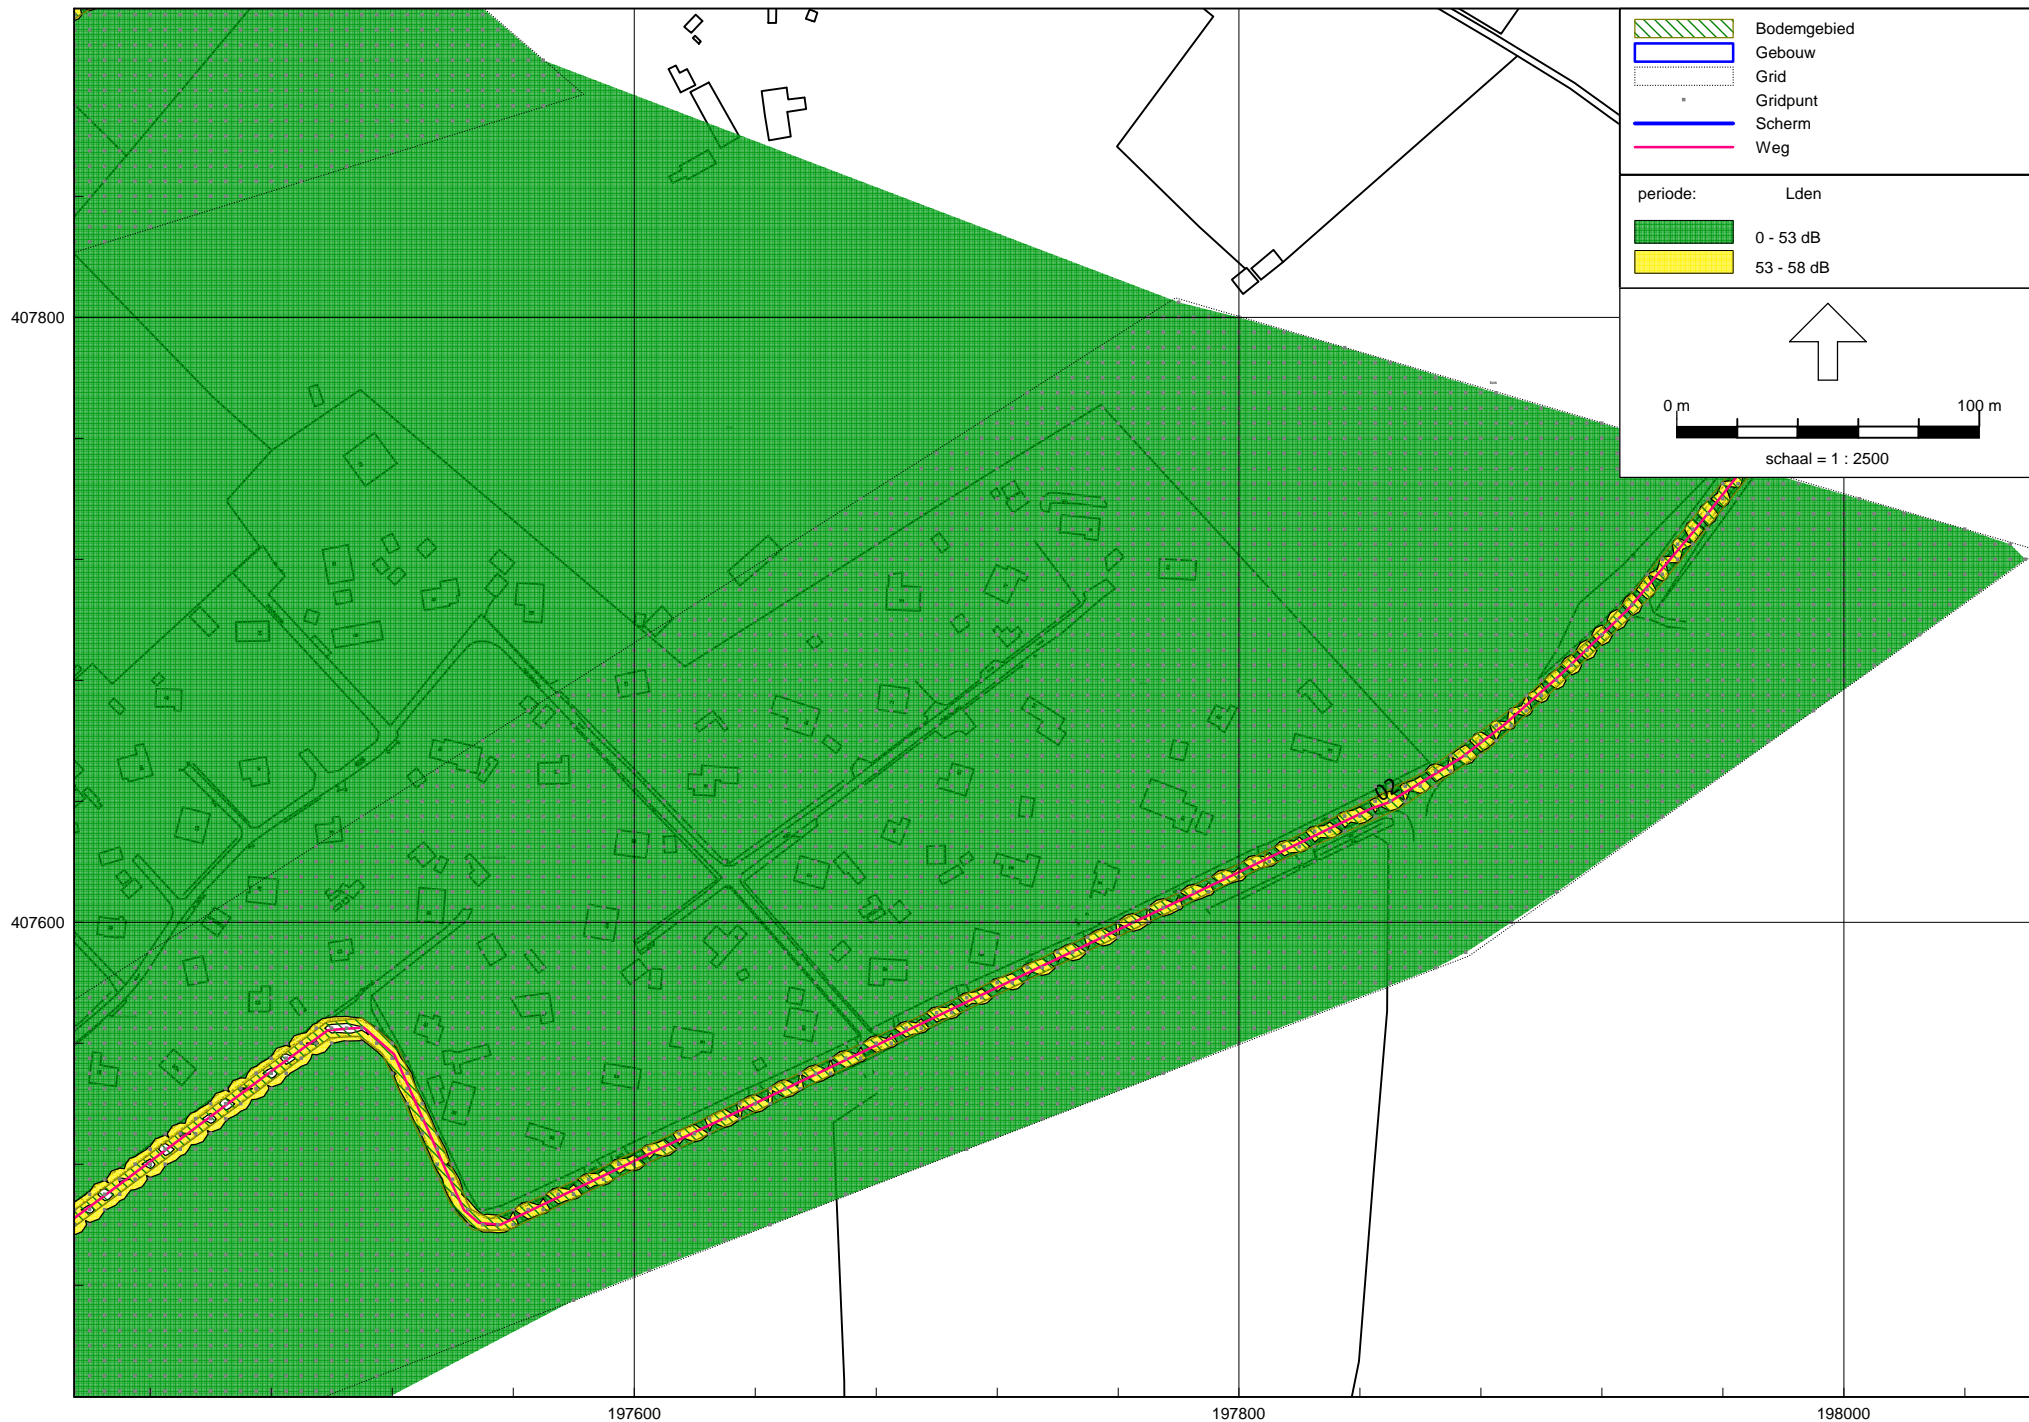 Bodemgebied
Gebouw
Grid
Gridpunt
Scherm
Weg
periode: Lden
0 - 53 dB
53 - 58 dB
0 m 100 m
schaal = 1 : 2500
407800
407600
02
197600 197800 198000